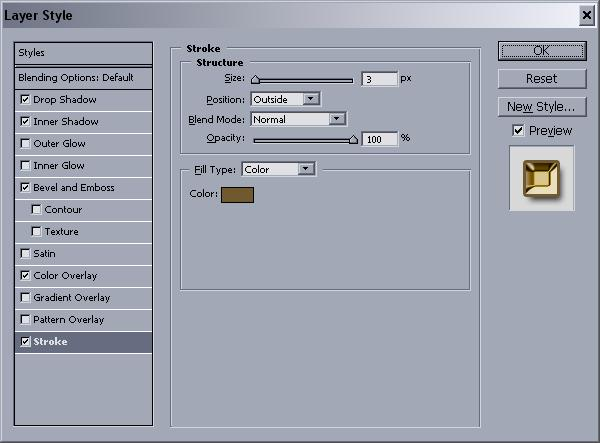 Layer Style
Styles
Blending Options: Default
Drop Shadow
Inner Shadow
Outer Glow
Inner Glow
Bevel and Emboss
Contour
Texture
Satin
Color Overlay
Gradient Overlay
Pattern Overlay
Stroke
Stroke
Structure
Size: 3 px
Position: Outside
Blend Mode: Normal
Opacity: 100 %
Fill Type: Color
Color:
OK
Reset
New Style...
Preview